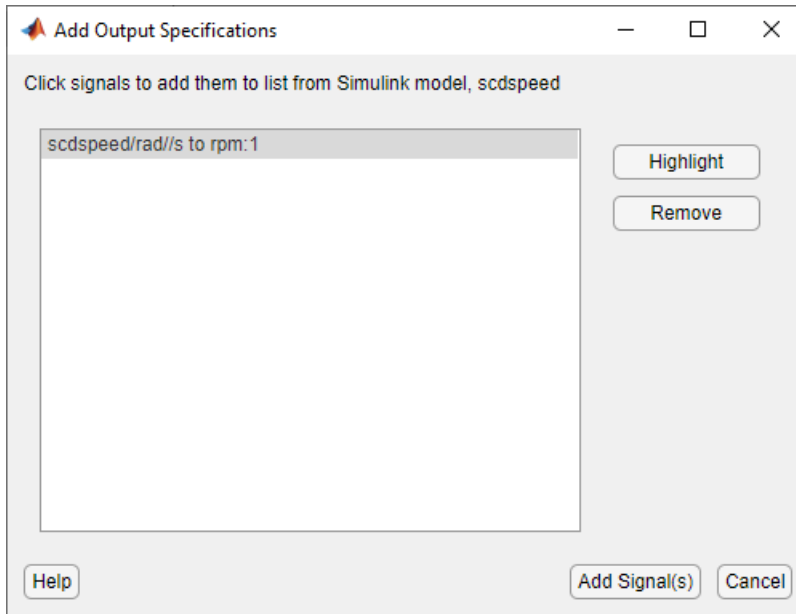 Add Output Specifications
Click signals to add them to list from Simulink model, scdspeed
scdspeed/rad//s to rpm:1
Highlight
Remove
Help
Add Signal(s)
Cancel